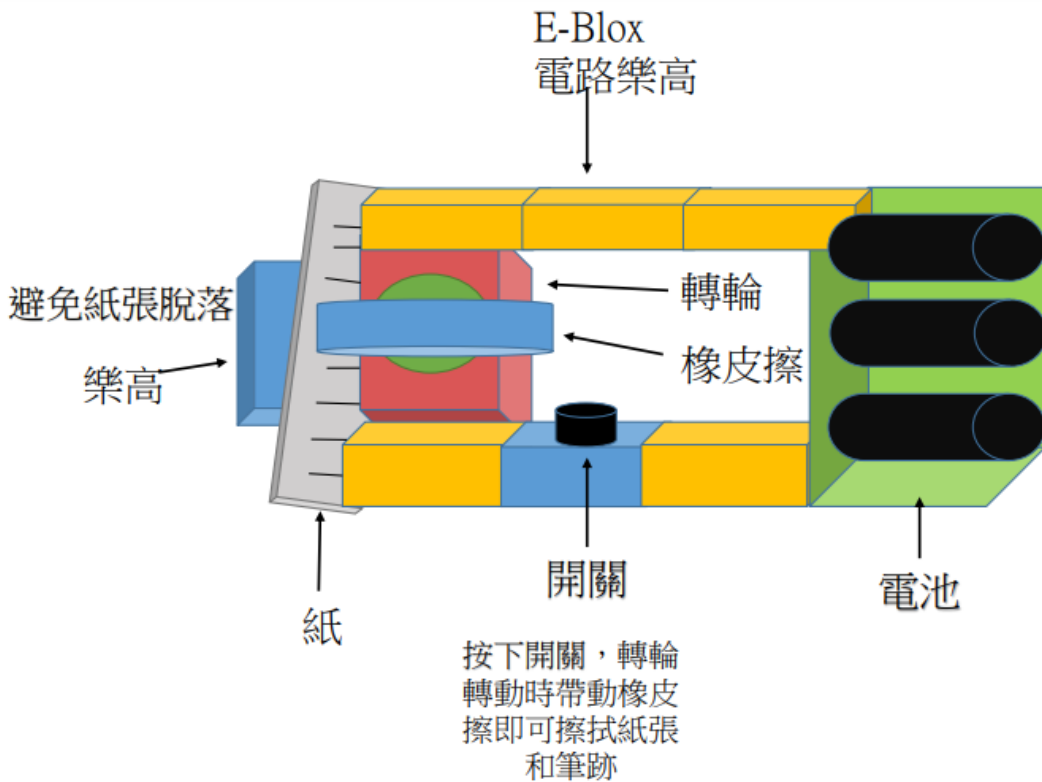 E-Blox
電路樂高
轉輪
避免紙張脫落
橡皮擦
樂高
開關
電池
紙
按下開關，轉輪
轉動時帶動橡皮
擦即可擦拭紙張
和筆跡